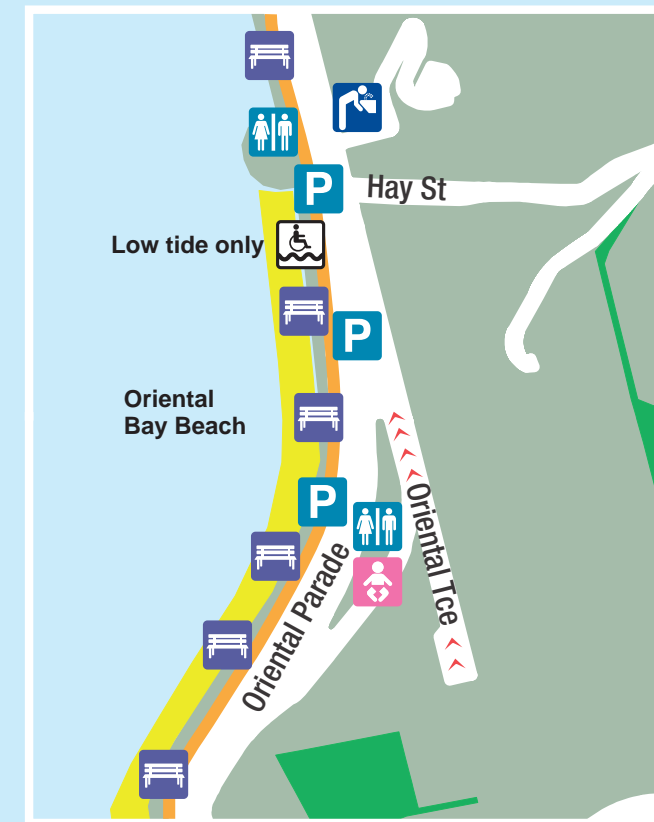 P
Hay St
Low tide only
P
Oriental
Bay Beach
P
Oriental Parade
Oriental Tce